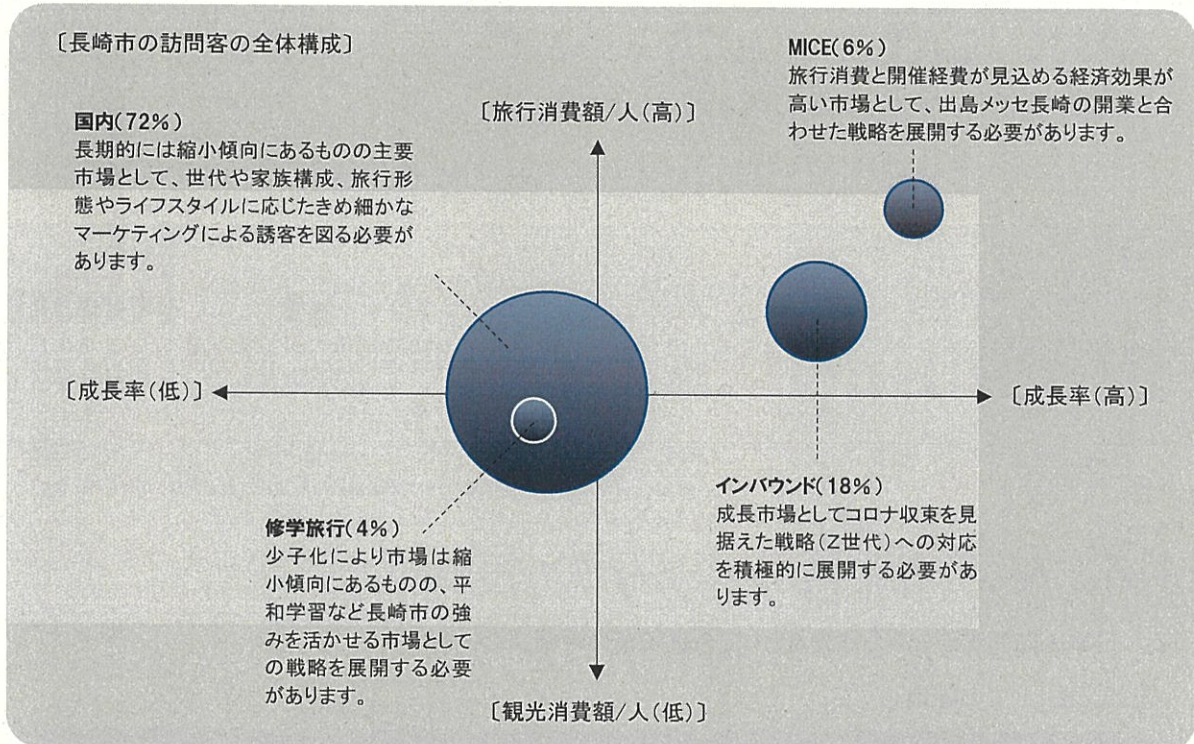 〔長崎市の訪問客の全体構成〕
MICE(6%)
旅行消費と開催経費が見込める経済効果が
高い市場として、出島メッセ長崎の開業と合
わせた戦略を展開する必要があります。
〔旅行消費額/人(高)〕
国内(72%)
長期的には縮小傾向にあるものの主要
市場として、世代や家族構成、旅行形
態やライフスタイルに応じたきめ細かな
マーケティングによる誘客を図る必要が
あります。
〔成長率(低)〕
〔成長率(高)〕
インバウンド(18%)
成長市場としてコロナ収束を見
据えた戦略(Z世代)への対応
を積極的に展開する必要があ
ります。
修学旅行(4%)
少子化により市場は縮
小傾向にあるものの、平
和学習など長崎市の強
みを活かせる市場として
の戦略を展開する必要
があります。
〔観光消費額/人(低)〕